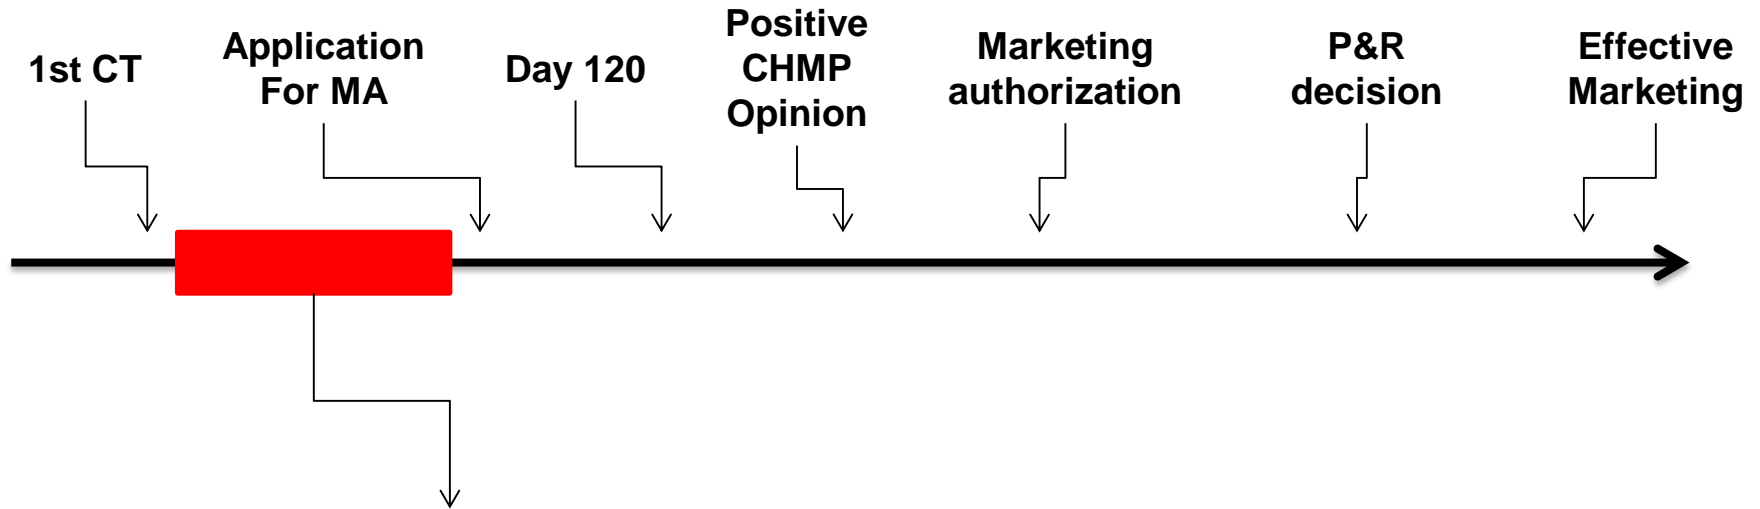 1st CT
Application
For MA
Day 120
Positive
CHMP
Opinion
Marketing
authorization
P&R
decision
Effective
Marketing